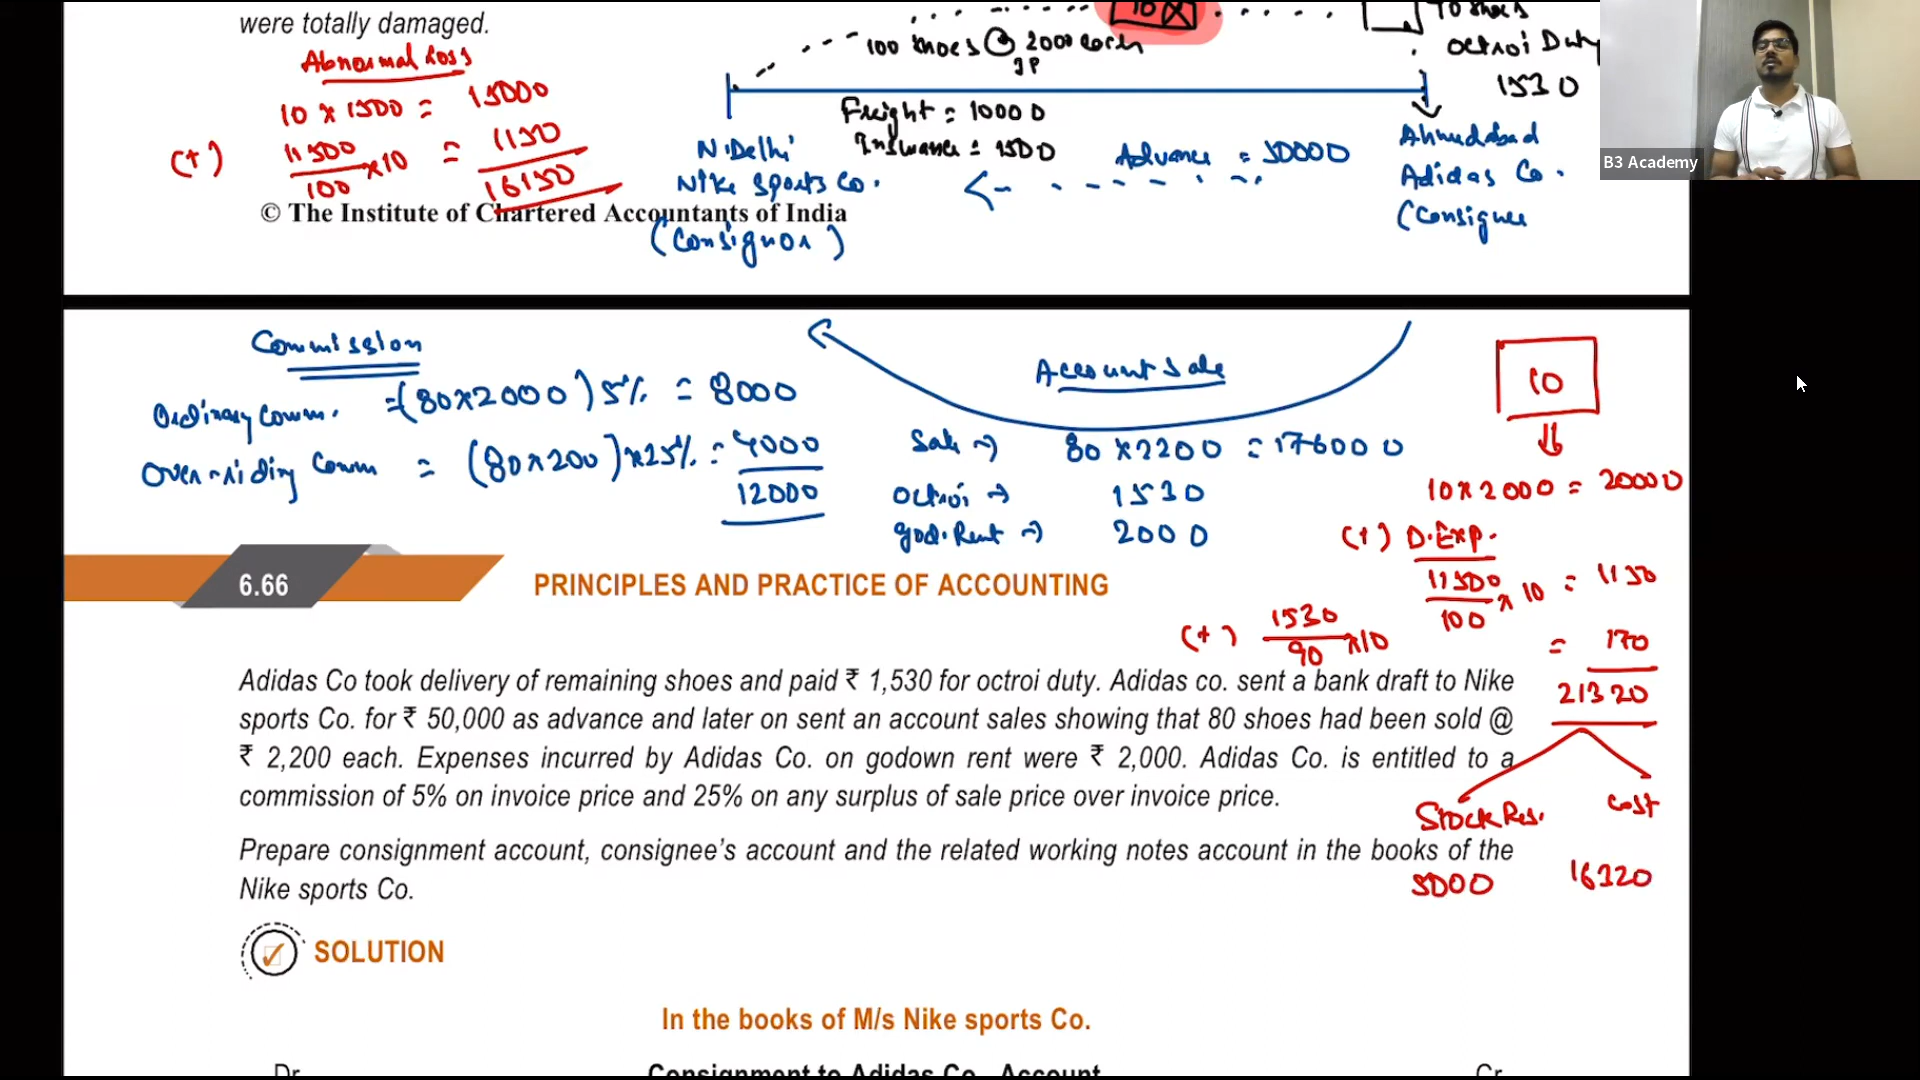 were totally damaged.
Abnormal Loss
10 x 1500 = 15000
(+) 11500/100 x10 = 1150
16150
100 shoes @ 2000 each
IP
10 X
10 shoes
Octroi Duty
1530
Freight = 10000
Insurance = 1500
Advance = 50000
N.Delhi
Nike Sports Co.
(Consignor)
Ahmedabad
Adidas Co.
(Consignee
© The Institute of Chartered Accountants of India
B3 Academy
Commission
Ordinary Comm. =(80x2000)5% = 8000
Over-riding Comm = (80x200)x25% = 4000
12000
Account Sale
Sale → 80 x 2200 = 176000
Octroi → 1530
God. Rent → 2000
10
10x2000 = 20000
(+) D.Exp.
11500/100 x 10 = 1150
(+) 1530/90 x10 = 170
21320
Stock Res. Cost
5000 16320
6.66 PRINCIPLES AND PRACTICE OF ACCOUNTING
Adidas Co took delivery of remaining shoes and paid ₹ 1,530 for octroi duty. Adidas co. sent a bank draft to Nike
sports Co. for ₹ 50,000 as advance and later on sent an account sales showing that 80 shoes had been sold @
₹ 2,200 each. Expenses incurred by Adidas Co. on godown rent were ₹ 2,000. Adidas Co. is entitled to a
commission of 5% on invoice price and 25% on any surplus of sale price over invoice price.
Prepare consignment account, consignee's account and the related working notes account in the books of the
Nike sports Co.
SOLUTION
In the books of M/s Nike sports Co.
Dr. Consignment to Adidas Co. Account Cr.